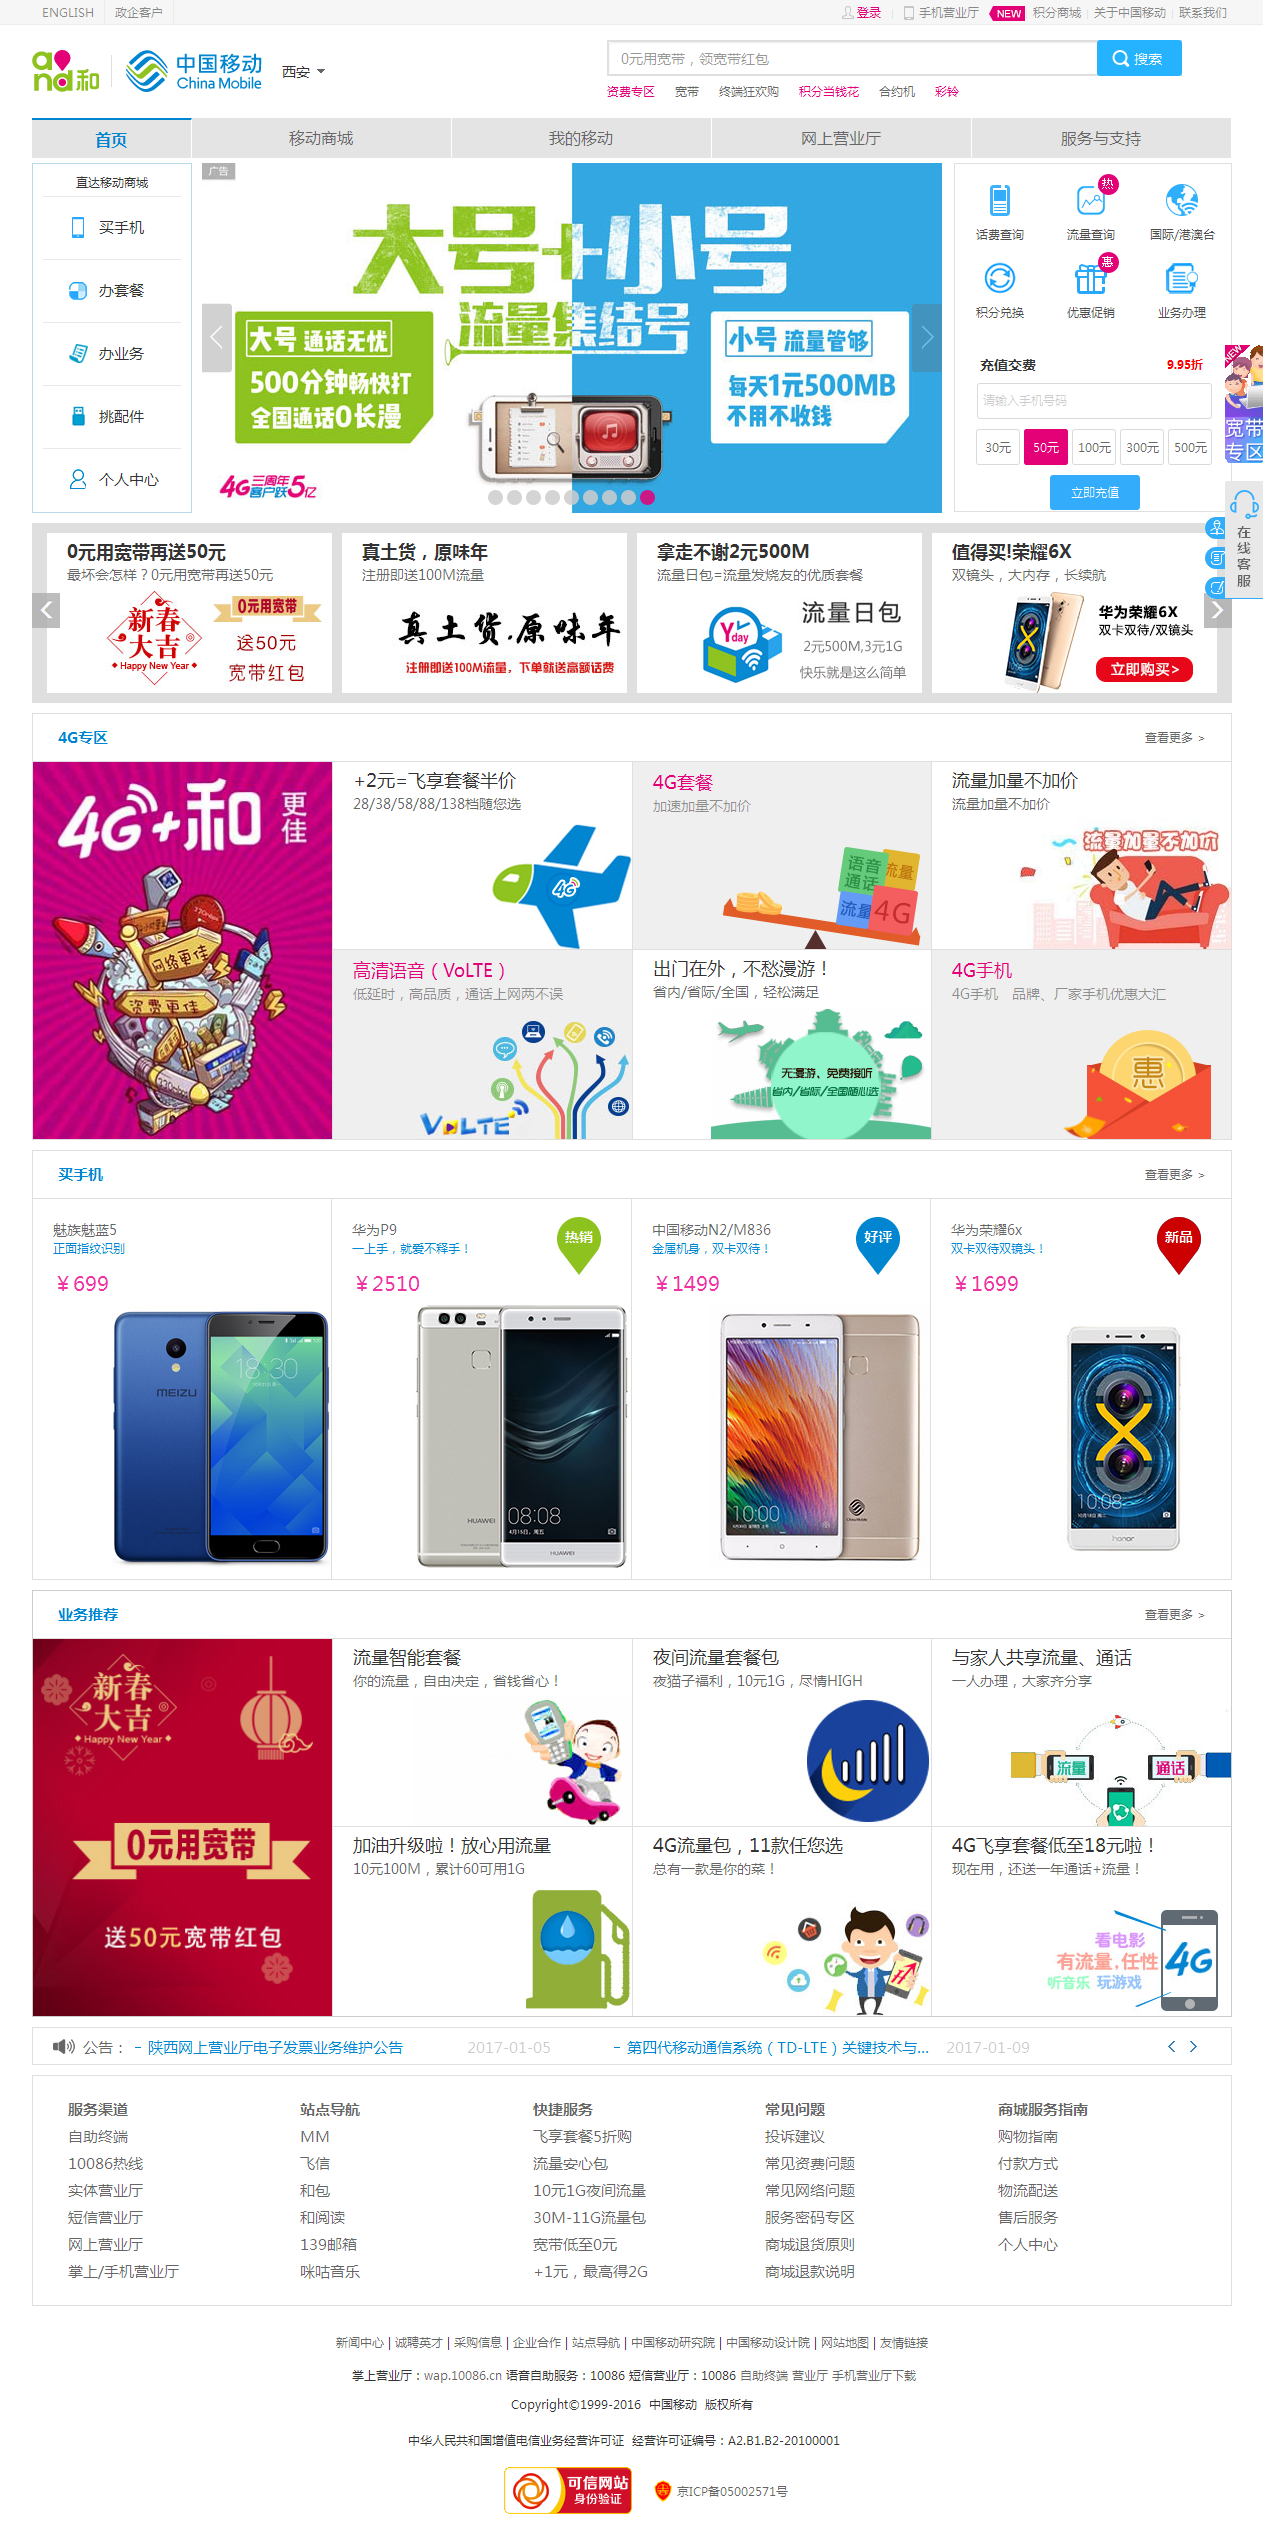 ENGLISH 政企客户 登录 手机营业厅 NEW 积分商城 关于中国移动 联系我们
and和 中国移动 China Mobile 西安
0元用宽带，领宽带红包 搜索
资费专区 宽带 终端狂欢购 积分当钱花 合约机 彩铃
首页 移动商城 我的移动 网上营业厅 服务与支持
直达移动商城
买手机
办套餐
办业务
挑配件
个人中心
广告
大号+小号
流量集结号
大号 通话无忧
500分钟畅快打
全国通话0长漫
小号 流量管够
每天1元500MB
不用不收钱
4G三周年 客户跃5亿
话费查询 流量查询 热 国际/港澳台
积分兑换 优惠促销 惠 业务办理
充值交费 9.95折
请输入手机号码
30元 50元 100元 300元 500元
立即充值
NEW
宽带
专区
在线客服
0元用宽带再送50元
最坏会怎样？0元用宽带再送50元
新春大吉
Happy New Year
0元用宽带
送50元
宽带红包
真土货，原味年
注册即送100M流量
真土货.原味年
注册即送100M流量，下单就送高额话费
拿走不谢2元500M
流量日包=流量发烧友的优质套餐
Yday
流量日包
2元500M,3元1G
快乐就是这么简单
值得买!荣耀6X
双镜头，大内存，长续航
华为荣耀6X
双卡双待/双镜头
立即购买>
4G专区 查看更多 >
4G+和 更佳
网络更佳
资费更佳
+2元=飞享套餐半价
28/38/58/88/138档随您选
4G
4G套餐
加速加量不加价
语音通话 流量
流量 4G
流量加量不加价
流量加量不加价
流量加量不加价
高清语音（VoLTE）
低延时，高品质，通话上网两不误
VoLTE
出门在外，不愁漫游！
省内/省际/全国，轻松满足
无漫游、免费接听
省内/省际/全国随心选
4G手机
4G手机 品牌、厂家手机优惠大汇
惠
买手机 查看更多 >
魅族魅蓝5
正面指纹识别
￥699
MEIZU
18:30
华为P9
一上手，就爱不释手！
￥2510
热销
HUAWEI
08:08
4月15日，周五
HUAWEI
中国移动N2/M836
金属机身，双卡双待！
￥1499
好评
10:00
China Mobile
华为荣耀6x
双卡双待双镜头！
￥1699
新品
10:08
honor
业务推荐 查看更多 >
新春大吉
Happy New Year
0元用宽带
送50元宽带红包
流量智能套餐
你的流量，自由决定，省钱省心！
夜间流量套餐包
夜猫子福利，10元1G，尽情HIGH
与家人共享流量、通话
一人办理，大家齐分享
流量 通话
加油升级啦！放心用流量
10元100M，累计60可用1G
4G流量包，11款任您选
总有一款是你的菜！
4G飞享套餐低至18元啦！
现在用，还送一年通话+流量！
看电影
有流量.任性
听音乐 玩游戏
4G
公告： - 陕西网上营业厅电子发票业务维护公告 2017-01-05 - 第四代移动通信系统（TD-LTE）关键技术与... 2017-01-09
服务渠道 站点导航 快捷服务 常见问题 商城服务指南
自助终端 MM 飞享套餐5折购 投诉建议 购物指南
10086热线 飞信 流量安心包 常见资费问题 付款方式
实体营业厅 和包 10元1G夜间流量 常见网络问题 物流配送
短信营业厅 和阅读 30M-11G流量包 服务密码专区 售后服务
网上营业厅 139邮箱 宽带低至0元 商城退货原则 个人中心
掌上/手机营业厅 咪咕音乐 +1元，最高得2G 商城退款说明
新闻中心 | 诚聘英才 | 采购信息 | 企业合作 | 站点导航 | 中国移动研究院 | 中国移动设计院 | 网站地图 | 友情链接
掌上营业厅：wap.10086.cn 语音自助服务：10086 短信营业厅：10086 自助终端 营业厅 手机营业厅下载
Copyright©1999-2016 中国移动 版权所有
中华人民共和国增值电信业务经营许可证 经营许可证编号：A2.B1.B2-20100001
可信网站
身份验证
京ICP备05002571号